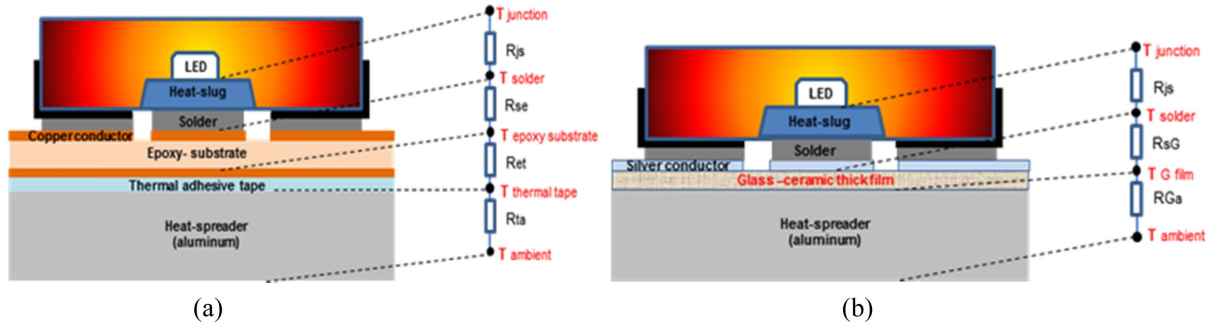 T junction
LED
Rjs
Heat-slug
T solder
Solder
Rse
Copper conductor
T epoxy substrate
Epoxy- substrate
Ret
Thermal adhesive tape
T thermal tape
Heat-spreader
(aluminum)
Rta
T ambient
(a)
T junction
LED
Rjs
Heat-slug
T solder
Solder
RsG
Silver conductor
Glass –ceramic thick film
T G film
RGa
Heat-spreader
(aluminum)
T ambient
(b)